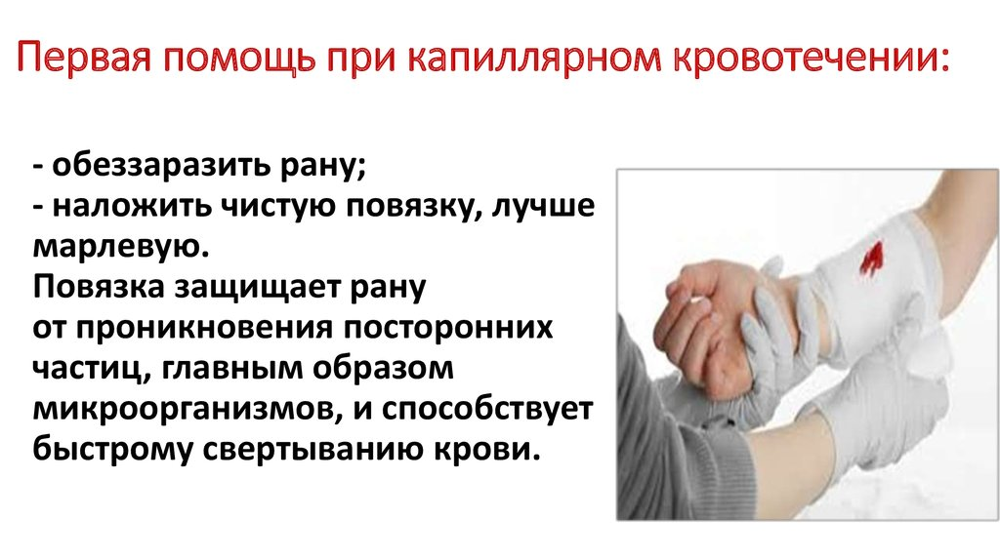 Первая помощь при капиллярном кровотечении:
- обеззаразить рану;
- наложить чистую повязку, лучше
марлевую.
Повязка защищает рану
от проникновения посторонних
частиц, главным образом
микроорганизмов, и способствует
быстрому свертыванию крови.